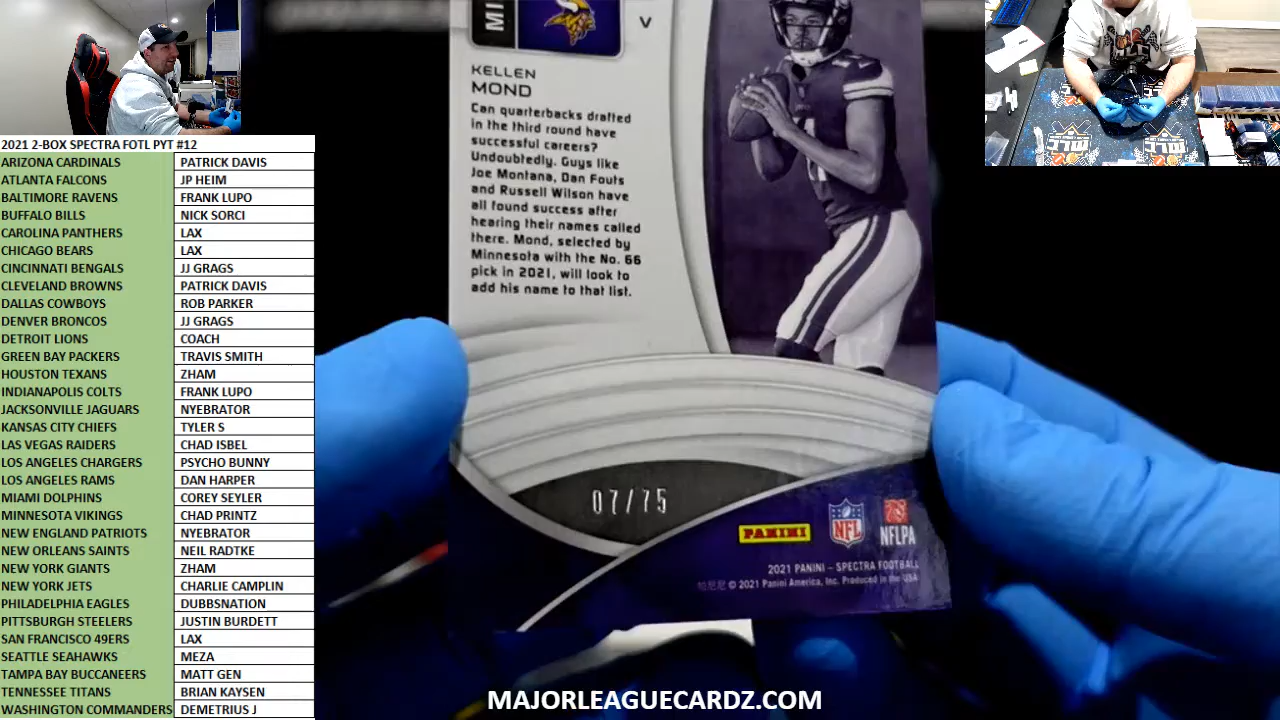 2021 2-BOX SPECTRA FOTL PYT #12
ARIZONA CARDINALS PATRICK DAVIS
ATLANTA FALCONS JP HEIM
BALTIMORE RAVENS FRANK LUPO
BUFFALO BILLS NICK SORCI
CAROLINA PANTHERS LAX
CHICAGO BEARS LAX
CINCINNATI BENGALS JJ GRAGS
CLEVELAND BROWNS PATRICK DAVIS
DALLAS COWBOYS ROB PARKER
DENVER BRONCOS JJ GRAGS
DETROIT LIONS COACH
GREEN BAY PACKERS TRAVIS SMITH
HOUSTON TEXANS ZHAM
INDIANAPOLIS COLTS FRANK LUPO
JACKSONVILLE JAGUARS NYEBRATOR
KANSAS CITY CHIEFS TYLER S
LAS VEGAS RAIDERS CHAD ISBEL
LOS ANGELES CHARGERS PSYCHO BUNNY
LOS ANGELES RAMS DAN HARPER
MIAMI DOLPHINS COREY SEYLER
MINNESOTA VIKINGS CHAD PRINTZ
NEW ENGLAND PATRIOTS NYEBRATOR
NEW ORLEANS SAINTS NEIL RADTKE
NEW YORK GIANTS ZHAM
NEW YORK JETS CHARLIE CAMPLIN
PHILADELPHIA EAGLES DUBBSNATION
PITTSBURGH STEELERS JUSTIN BURDETT
SAN FRANCISCO 49ERS LAX
SEATTLE SEAHAWKS MEZA
TAMPA BAY BUCCANEERS MATT GEN
TENNESSEE TITANS BRIAN KAYSEN
WASHINGTON COMMANDERS DEMETRIUS J
MI
V
KELLEN
MOND
Can quarterbacks drafted
in the third round have
successful careers?
Undoubtedly. Guys like
Joe Montana, Dan Fouts
and Russell Wilson have
all found success after
hearing their names called
there. Mond, selected by
Minnesota with the No. 66
pick in 2021, will look to
add his name to that list.
07/75
PANINI
NFL
NFLPA
2021 PANINI - SPECTRA FOOTBALL
帕尼尼 © 2021 Panini America, Inc. Produced in the USA
MLC
MAJORLEAGUECARDZ.COM